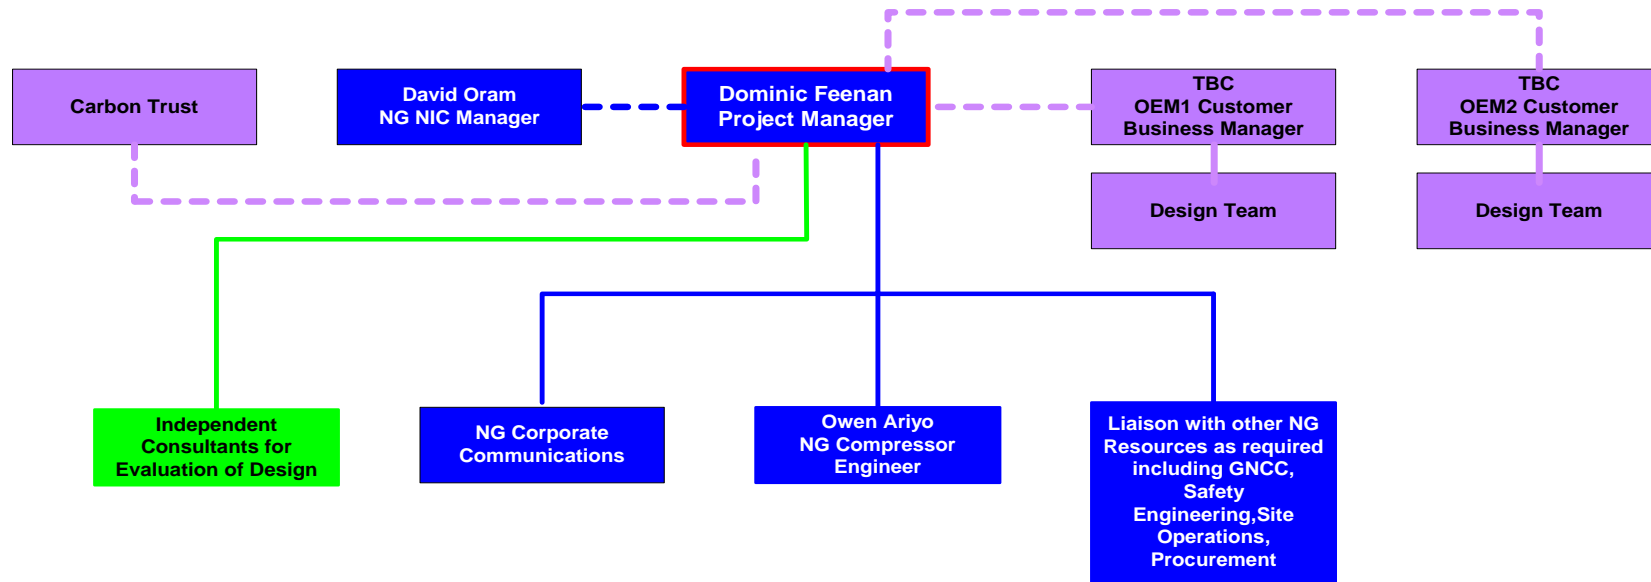 Carbon Trust
David Oram
NG NIC Manager
Dominic Feenan
Project Manager
TBC
OEM1 Customer
Business Manager
TBC
OEM2 Customer
Business Manager
Design Team
Design Team
Independent
Consultants for
Evaluation of Design
NG Corporate
Communications
Owen Ariyo
NG Compressor
Engineer
Liaison with other NG
Resources as required
including GNCC,
Safety
Engineering,Site
Operations,
Procurement